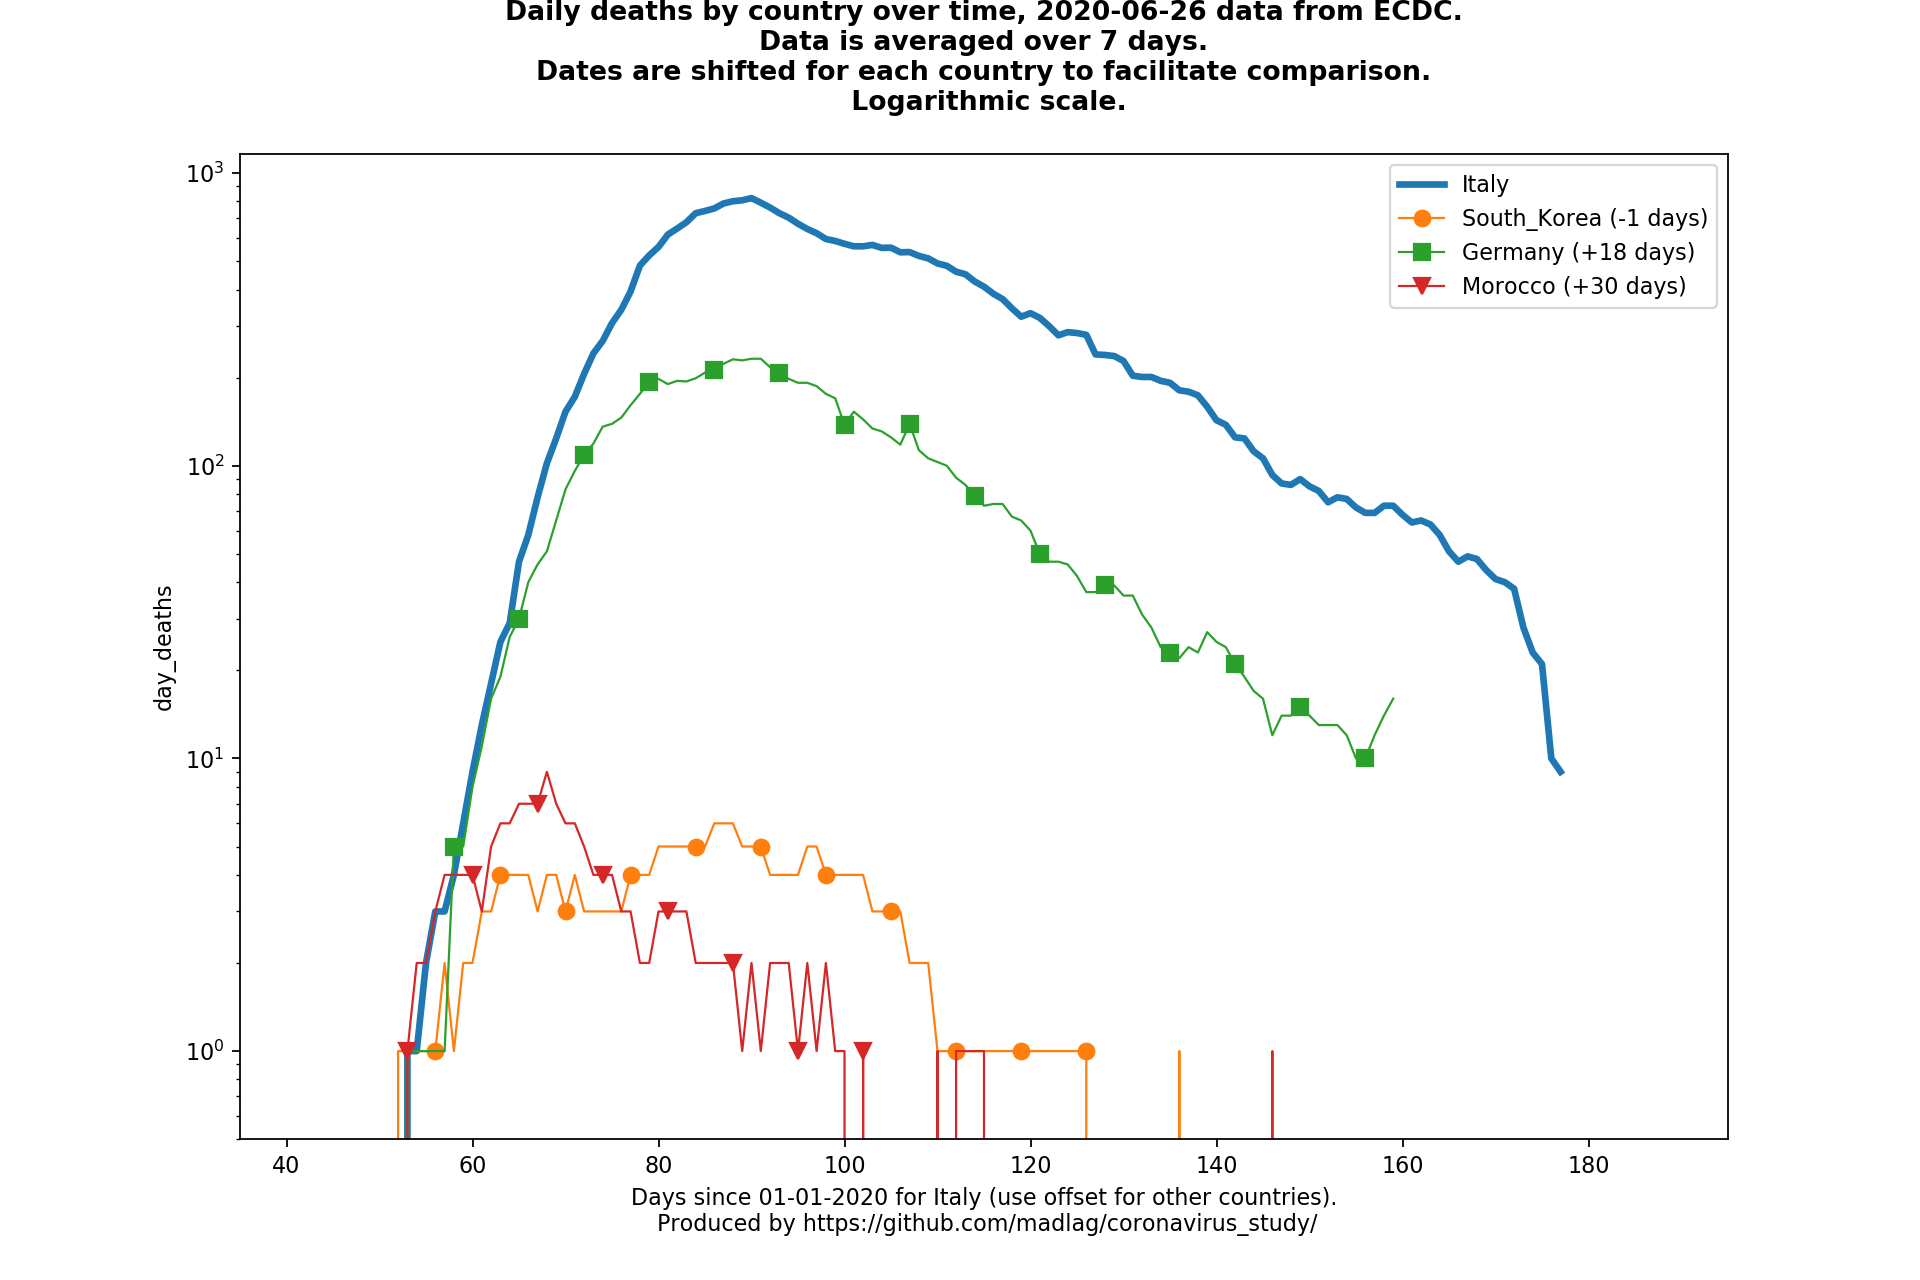 Daily deaths by country over time, 2020-06-26 data from ECDC.
Data is averaged over 7 days.
Dates are shifted for each country to facilitate comparison.
Logarithmic scale.
10³
10²
10¹
10⁰
day_deaths
Italy
South_Korea (-1 days)
Germany (+18 days)
Morocco (+30 days)
40 60 80 100 120 140 160 180
Days since 01-01-2020 for Italy (use offset for other countries).
Produced by https://github.com/madlag/coronavirus_study/